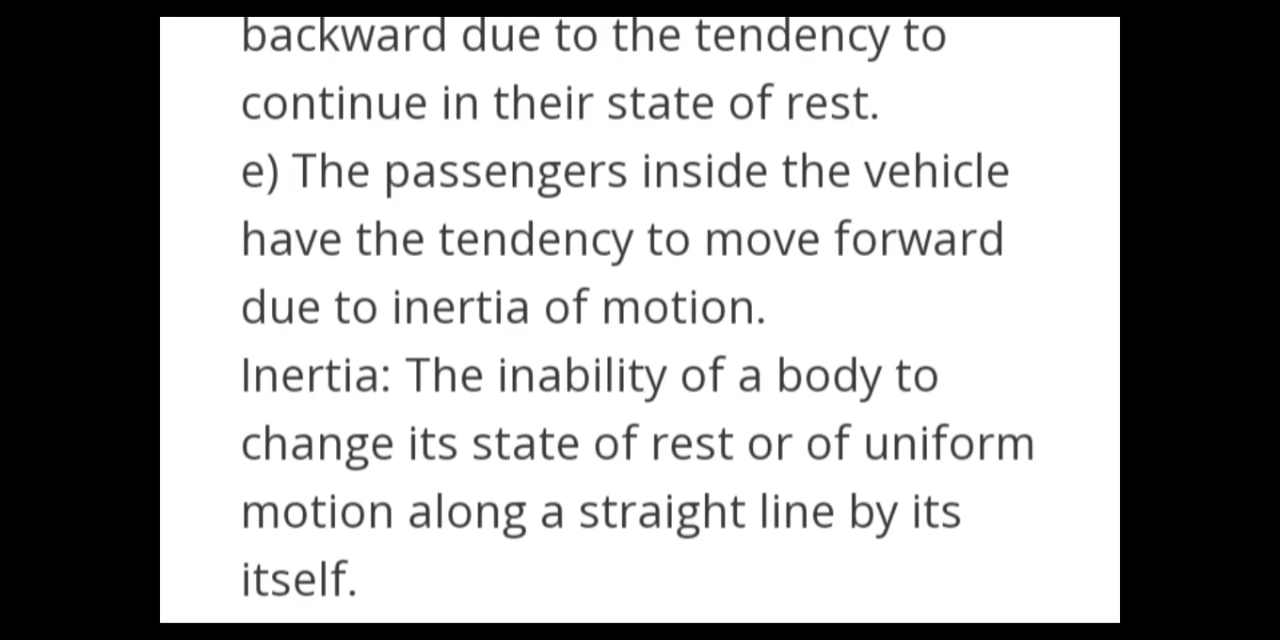 backward due to the tendency to
continue in their state of rest.
e) The passengers inside the vehicle
have the tendency to move forward
due to inertia of motion.
Inertia: The inability of a body to
change its state of rest or of uniform
motion along a straight line by its
itself.